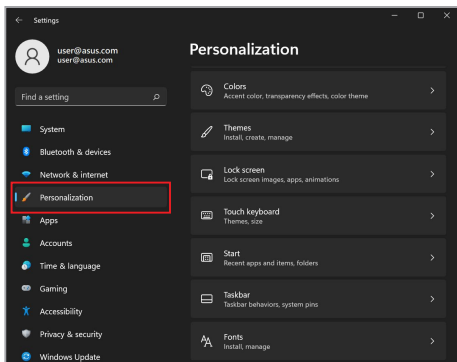 Settings
user@asus.com
user@asus.com
Find a setting
System
Bluetooth & devices
Network & internet
Personalization
Apps
Accounts
Time & language
Gaming
Accessibility
Privacy & security
Windows Update
Personalization
Colors
Accent color, transparency effects, color theme
Themes
Install, create, manage
Lock screen
Lock screen images, apps, animations
Touch keyboard
Themes, size
Start
Recent apps and items, folders
Taskbar
Taskbar behaviors, system pins
Fonts
Install, manage